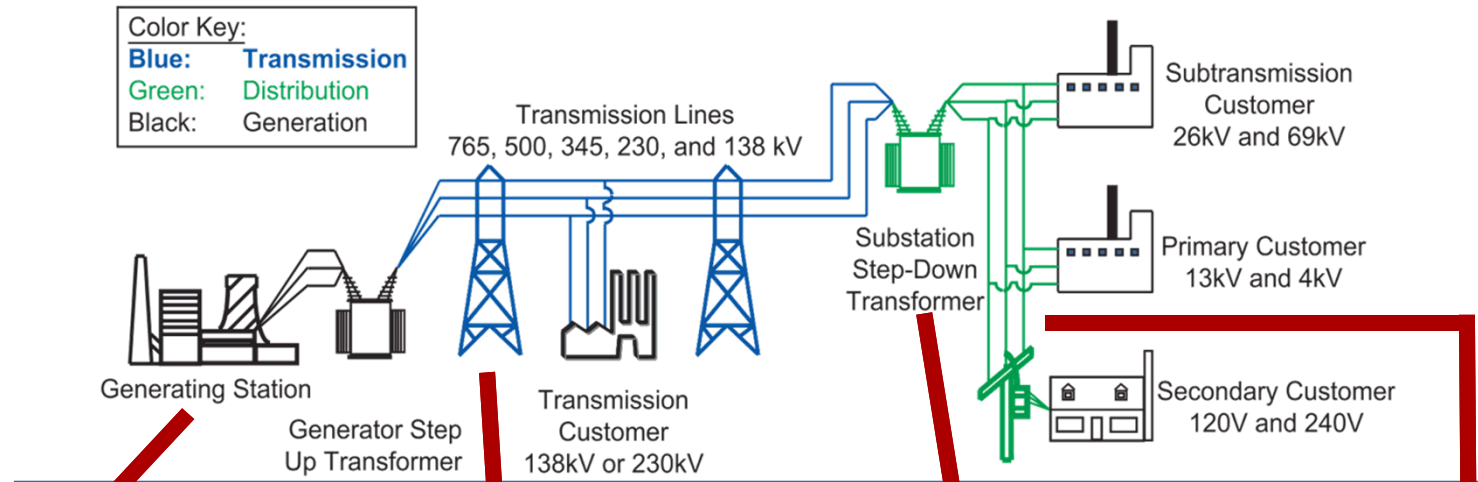 Color Key:
Blue: Transmission
Green: Distribution
Black: Generation
Transmission Lines
765, 500, 345, 230, and 138 kV
Subtransmission
Customer
26kV and 69kV
Substation
Step-Down
Transformer
Primary Customer
13kV and 4kV
Generating Station
Generator Step
Up Transformer
Transmission
Customer
138kV or 230kV
Secondary Customer
120V and 240V